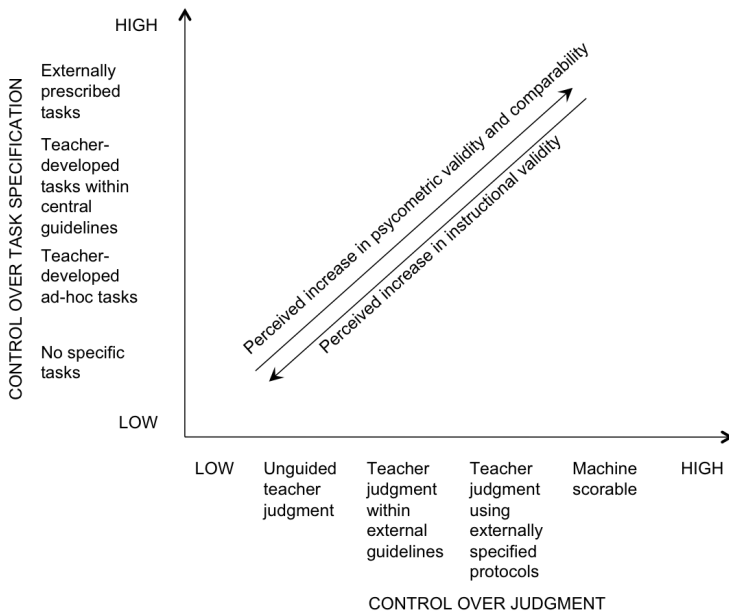 HIGH
Externally
prescribed
tasks
Teacher-
developed
tasks within
central
guidelines
Teacher-
developed
ad-hoc tasks
No specific
tasks
LOW
CONTROL OVER TASK SPECIFICATION
Perceived increase in psycometric validity and comparability
Perceived increase in instructional validity
LOW
Unguided
teacher
judgment
Teacher
judgment
within
external
guidelines
Teacher
judgment
using
externally
specified
protocols
Machine
scorable
HIGH
CONTROL OVER JUDGMENT